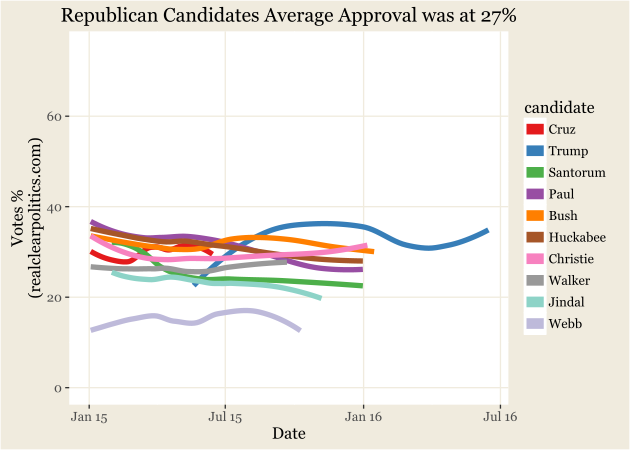 Republican Candidates Average Approval was at 27%
Votes %
(realclearpolitics.com)
60
40
20
0
Jan 15
Jul 15
Jan 16
Jul 16
Date
candidate
Cruz
Trump
Santorum
Paul
Bush
Huckabee
Christie
Walker
Jindal
Webb